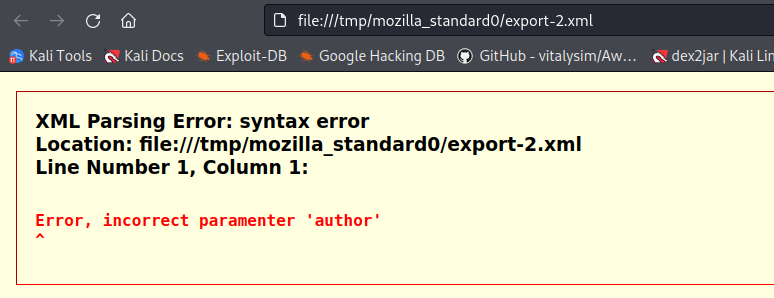 file:///tmp/mozilla_standard0/export-2.xml
Kali Tools Kali Docs Exploit-DB Google Hacking DB GitHub - vitalysim/Aw... dex2jar | Kali Lin
XML Parsing Error: syntax error
Location: file:///tmp/mozilla_standard0/export-2.xml
Line Number 1, Column 1:
Error, incorrect paramenter 'author'
^